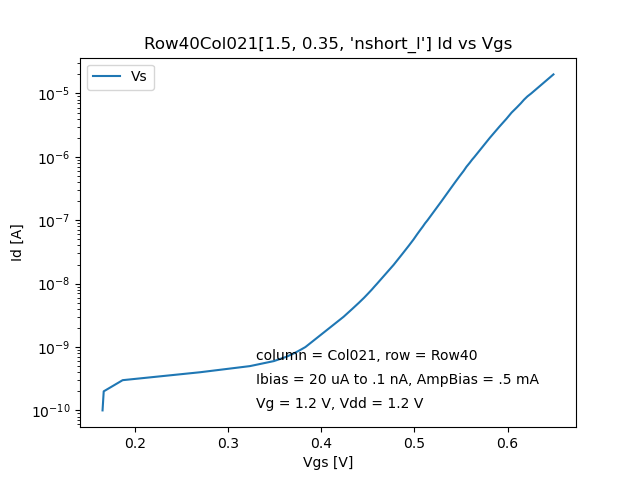 Row40Col021[1.5, 0.35, 'nshort_l'] Id vs Vgs
Vs
10⁻⁵
10⁻⁶
10⁻⁷
10⁻⁸
10⁻⁹
10⁻¹⁰
Id [A]
column = Col021, row = Row40
Ibias = 20 uA to .1 nA, AmpBias = .5 mA
Vg = 1.2 V, Vdd = 1.2 V
0.2 0.3 0.4 0.5 0.6
Vgs [V]